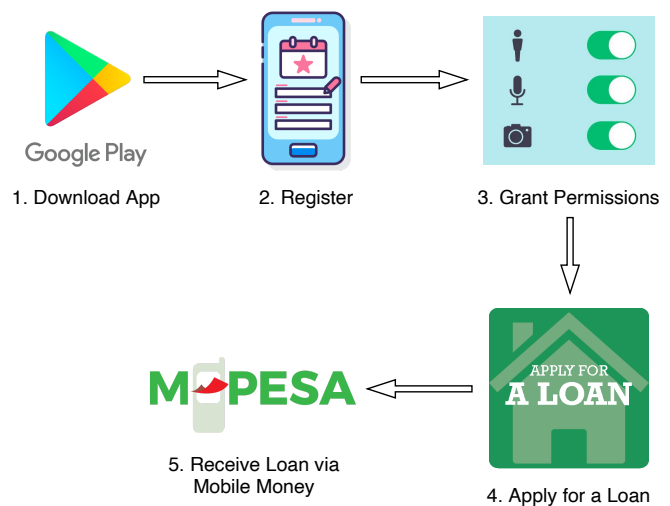 Google Play
1. Download App
2. Register
3. Grant Permissions
APPLY FOR
A LOAN
4. Apply for a Loan
M-PESA
5. Receive Loan via
Mobile Money